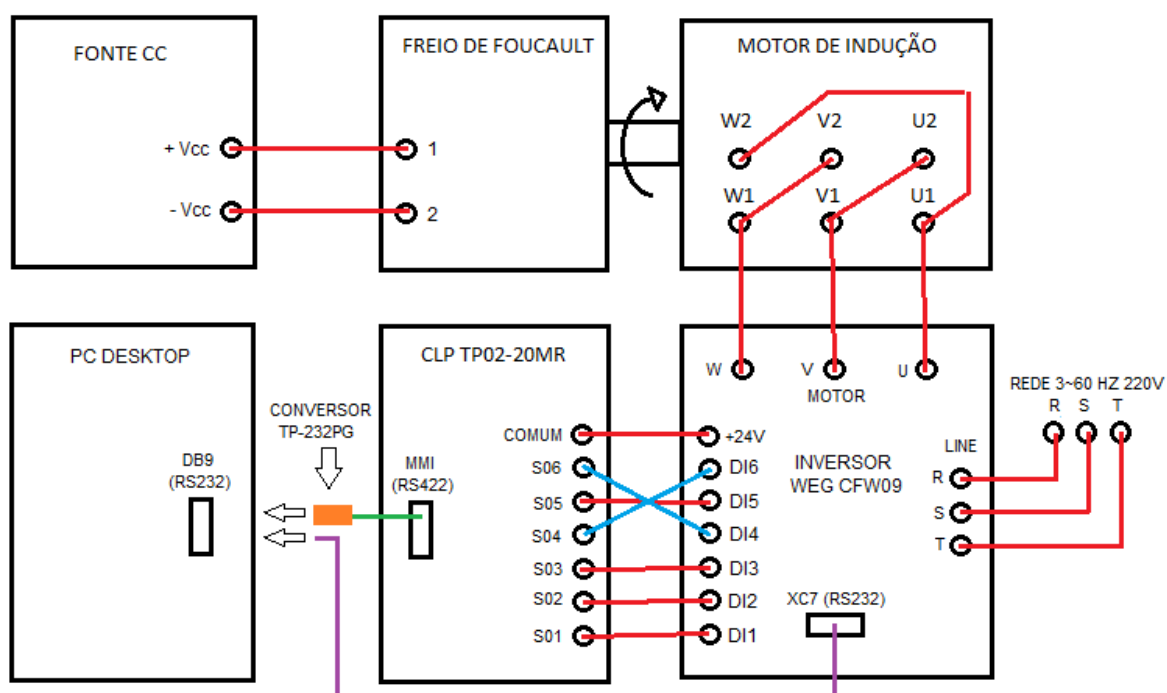 FONTE CC
+ Vcc
- Vcc
FREIO DE FOUCAULT
1
2
MOTOR DE INDUÇÃO
W2 V2 U2
W1 V1 U1
PC DESKTOP
DB9
(RS232)
CONVERSOR
TP-232PG
CLP TP02-20MR
MMI
(RS422)
COMUM
S06
S05
S04
S03
S02
S01
W V U
MOTOR
+24V
DI6
DI5
DI4
DI3
DI2
DI1
INVERSOR
WEG CFW09
XC7 (RS232)
LINE
R
S
T
REDE 3~60 HZ 220V
R S T